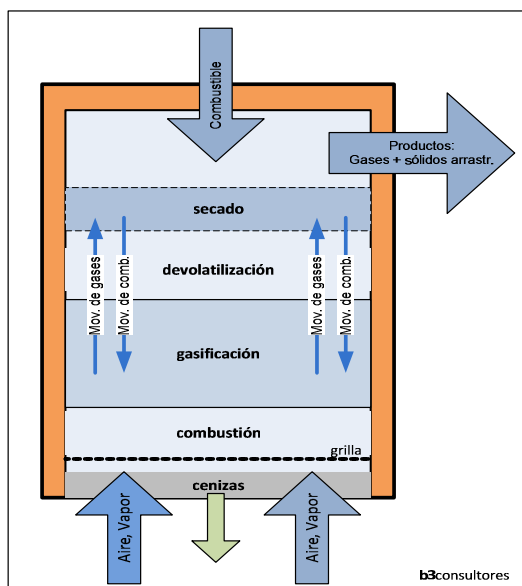 Combustible
Productos:
Gases + sólidos arrastr.
secado
Mov. de gases
Mov. de comb.
devolatilización
Mov. de gases
Mov. de comb.
gasificación
combustión
grilla
cenizas
Aire, Vapor
Aire, Vapor
b3consultores